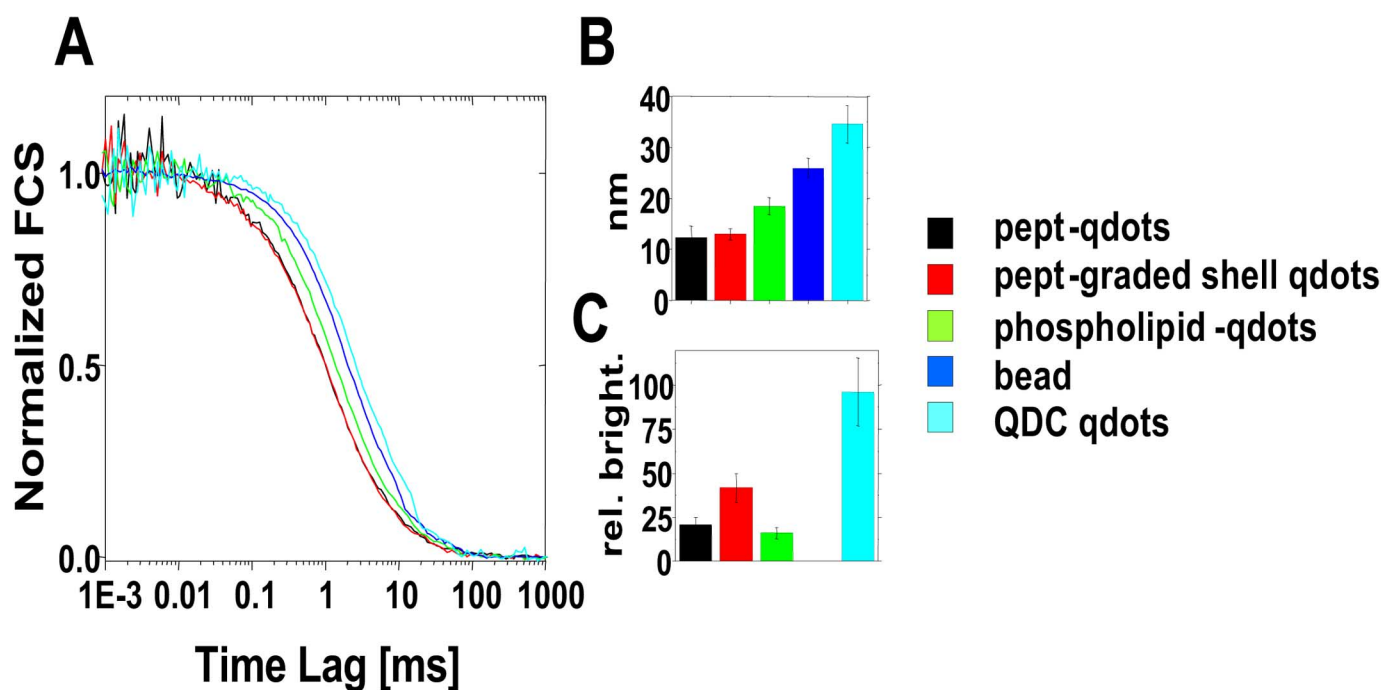 A
Normalized FCS
1.0
0.5
0.0
1E-3 0.01 0.1 1 10 100 1000
Time Lag [ms]
B
nm
40
30
20
10
0
C
rel. bright.
100
75
50
25
0
pept-qdots
pept-graded shell qdots
phospholipid -qdots
bead
QDC qdots